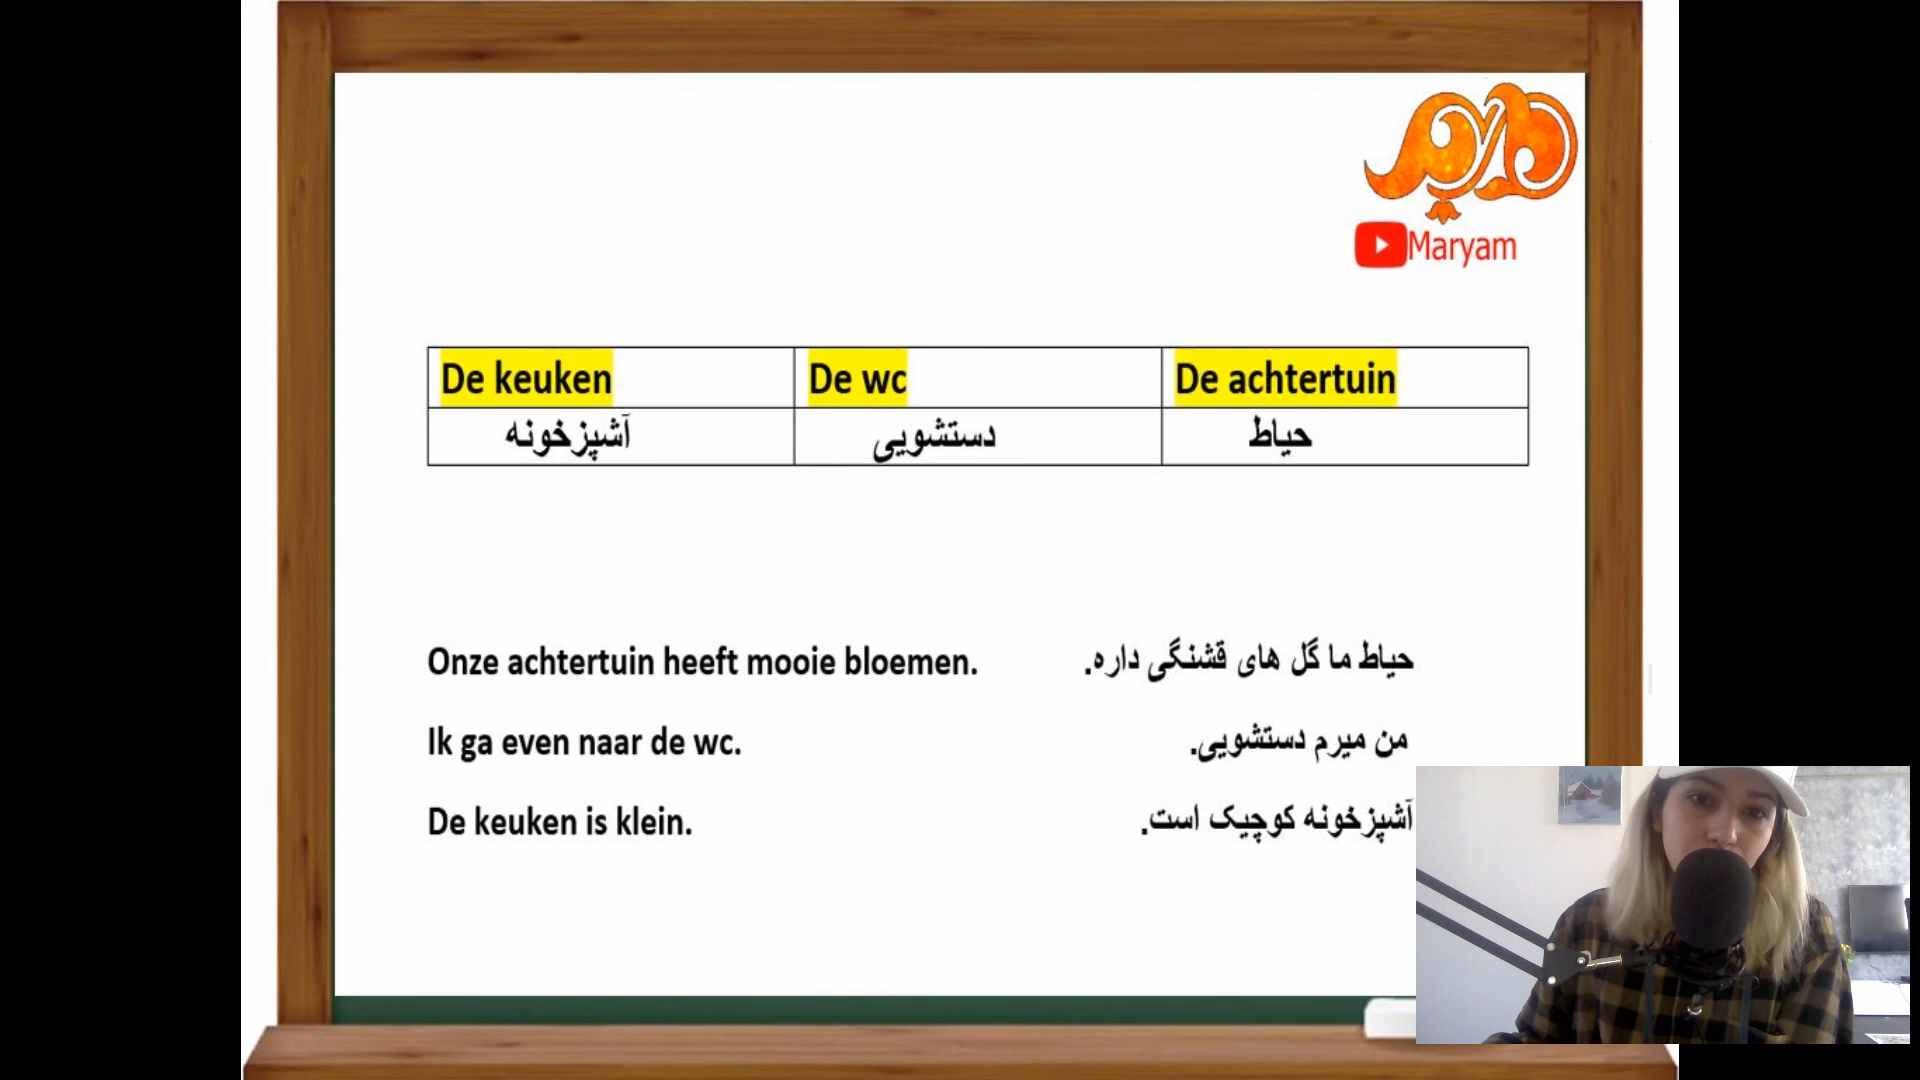 مریم
Maryam
De keuken De wc De achtertuin
آشپزخونه دستشویی حیاط
Onze achtertuin heeft mooie bloemen. حیاط ما گل های قشنگی داره.
Ik ga even naar de wc. من میرم دستشویی.
De keuken is klein. آشپزخونه کوچیک است.